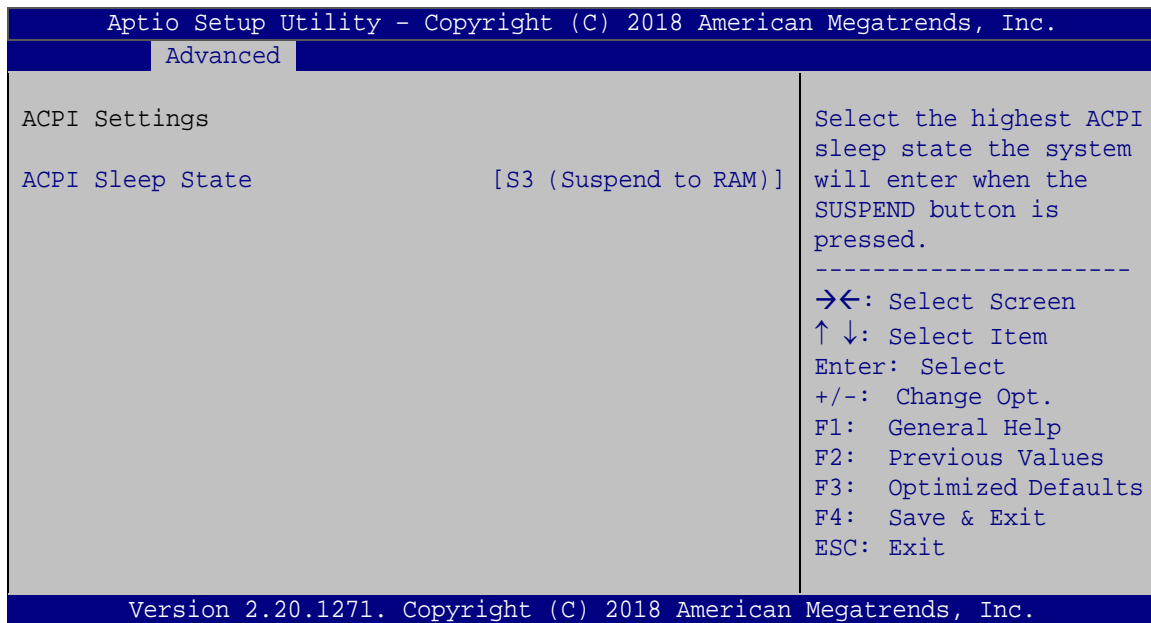 Aptio Setup Utility – Copyright (C) 2018 American Megatrends, Inc.
Advanced
ACPI Settings
ACPI Sleep State [S3 (Suspend to RAM)]
Select the highest ACPI
sleep state the system
will enter when the
SUSPEND button is
pressed.
----------------------
→←: Select Screen
↑ ↓: Select Item
Enter: Select
+/-: Change Opt.
F1: General Help
F2: Previous Values
F3: Optimized Defaults
F4: Save & Exit
ESC: Exit
Version 2.20.1271. Copyright (C) 2018 American Megatrends, Inc.